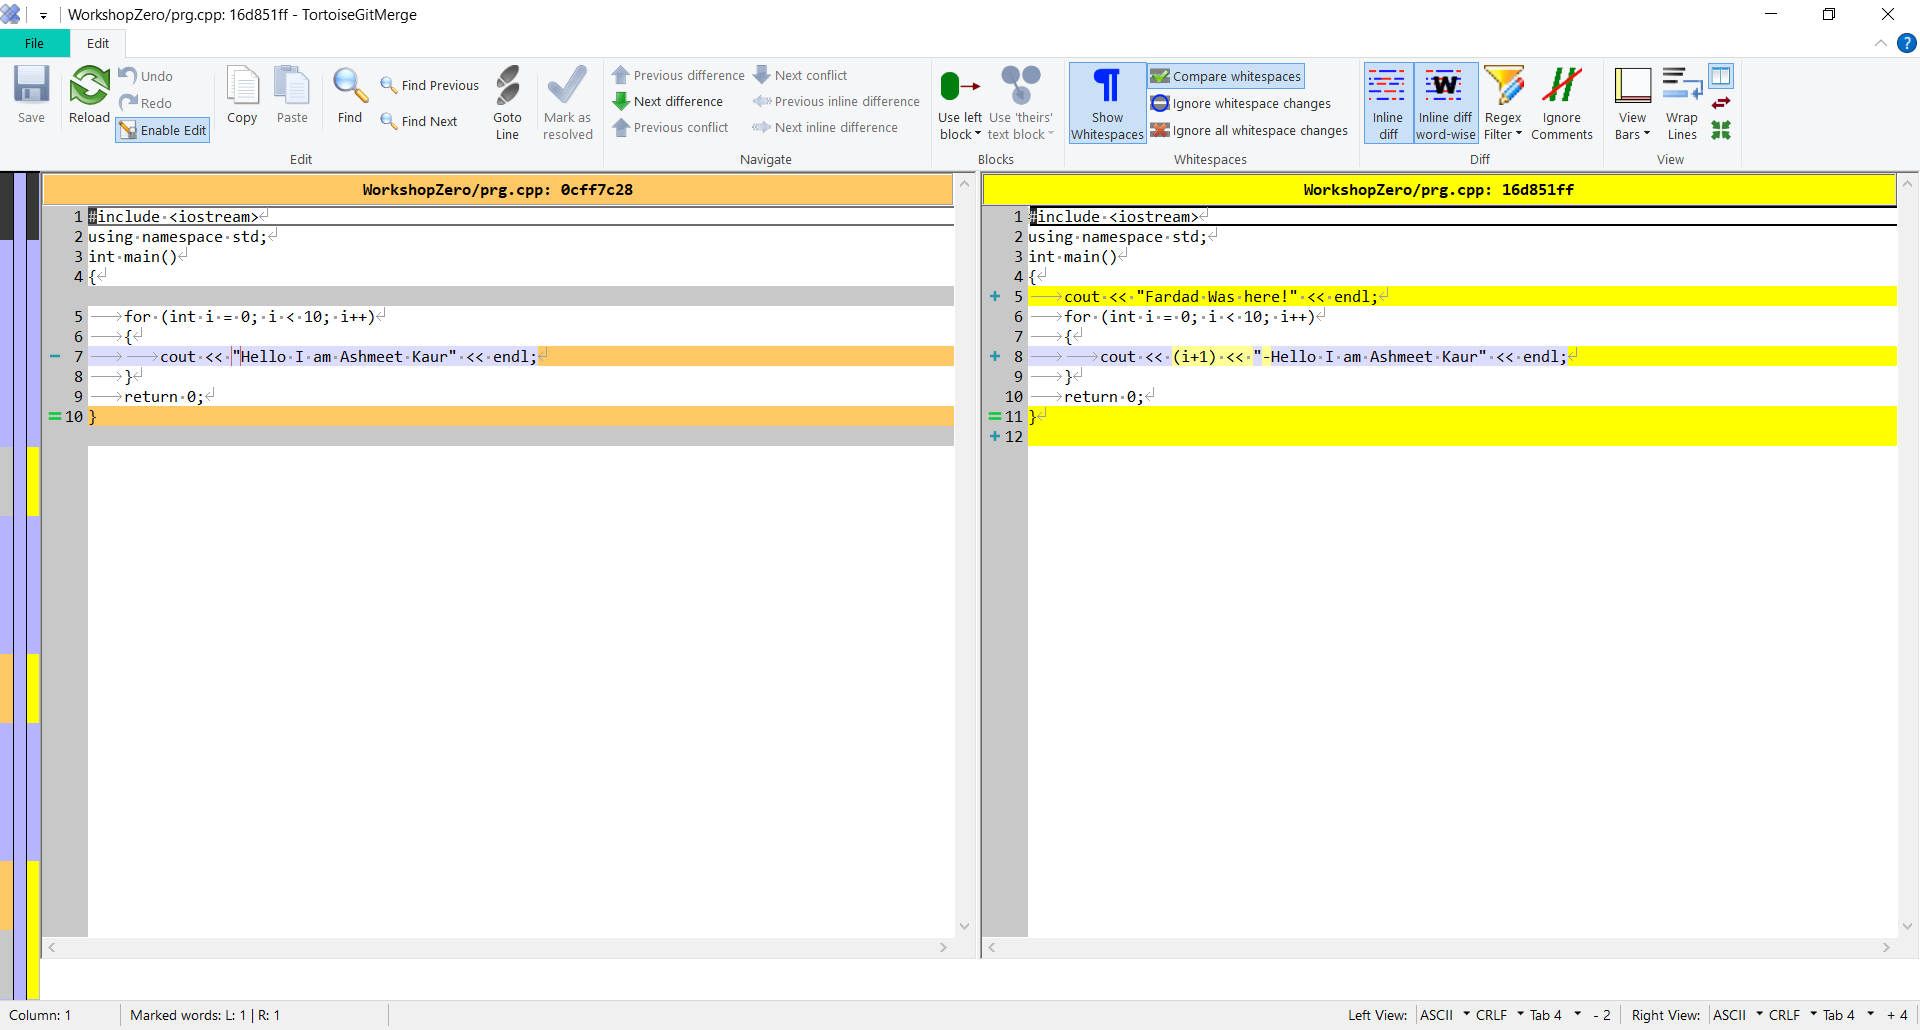 WorkshopZero/prg.cpp: 16d851ff - TortoiseGitMerge
File
Edit
Save
Reload
Undo
Redo
Enable Edit
Copy
Paste
Find
Find Previous
Find Next
Goto
Line
Mark as
resolved
Edit
Previous difference
Next difference
Previous conflict
Next conflict
Previous inline difference
Next inline difference
Navigate
Use left
block
Use 'theirs'
text block
Blocks
Show
Whitespaces
Compare whitespaces
Ignore whitespace changes
Ignore all whitespace changes
Whitespaces
Inline
diff
W
Inline diff
word-wise
Regex
Filter
Ignore
Comments
Diff
View
Bars
Wrap
Lines
View
?
WorkshopZero/prg.cpp: 0cff7c28
1 #include <iostream>
2 using namespace std;
3 int main()
4 {
5 for (int i = 0; i < 10; i++)
6 {
7 cout << "Hello I am Ashmeet Kaur" << endl;
8 }
9 return 0;
10 }
WorkshopZero/prg.cpp: 16d851ff
1 #include <iostream>
2 using namespace std;
3 int main()
4 {
5 cout << "Fardad Was here!" << endl;
6 for (int i = 0; i < 10; i++)
7 {
8 cout << (i+1) << "-Hello I am Ashmeet Kaur" << endl;
9 }
10 return 0;
11 }
12
Column: 1
Marked words: L: 1 | R: 1
Left View: ASCII CRLF Tab 4 - 2
Right View: ASCII CRLF Tab 4 + 4